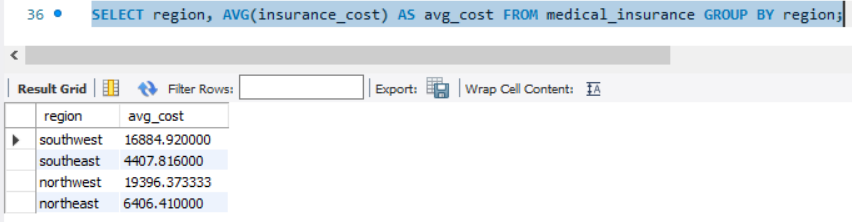 36 SELECT region, AVG(insurance_cost) AS avg_cost FROM medical_insurance GROUP BY region;
Result Grid Filter Rows: Export: Wrap Cell Content: IA
region avg_cost
southwest 16884.920000
southeast 4407.816000
northwest 19396.373333
northeast 6406.410000